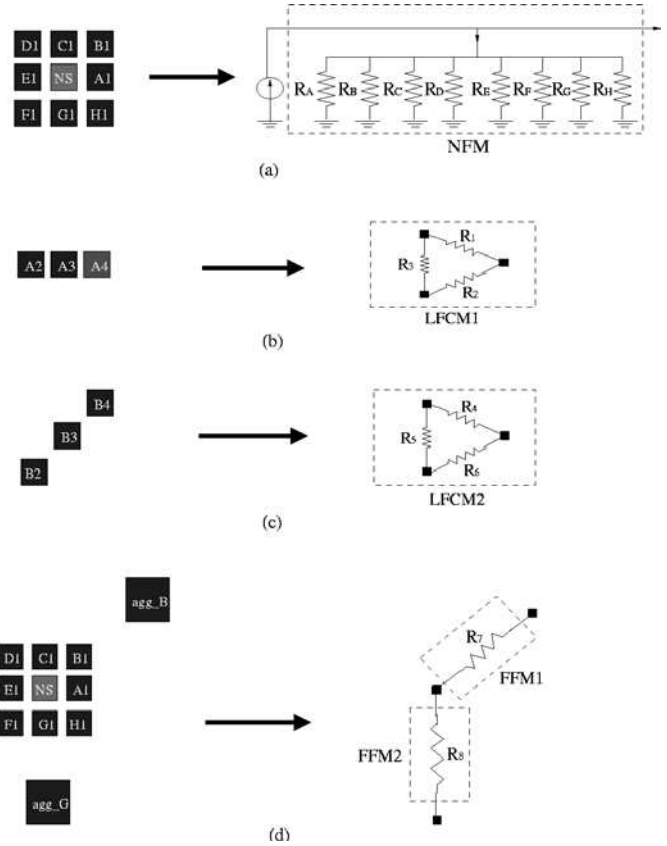 D1 C1 B1
E1 NS A1
F1 G1 H1
RA RB RC RD RE RF RG RH
NFM
(a)
A2 A3 A4
R1
R3
R2
LFCM1
(b)
B4
B3
B2
R4
R5
R6
LFCM2
(c)
agg_B
D1 C1 B1
E1 NS A1
F1 G1 H1
agg_G
R7
FFM1
FFM2
R8
(d)